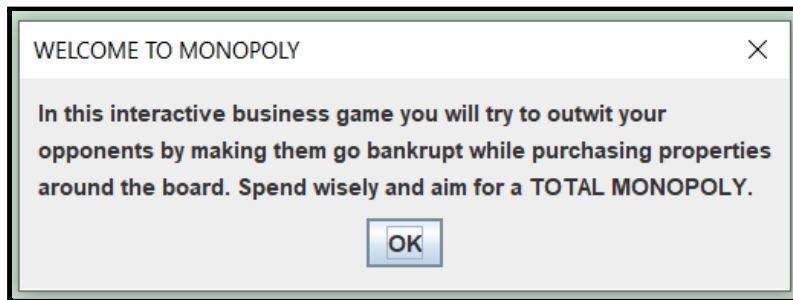 WELCOME TO MONOPOLY
In this interactive business game you will try to outwit your
opponents by making them go bankrupt while purchasing properties
around the board. Spend wisely and aim for a TOTAL MONOPOLY.
OK